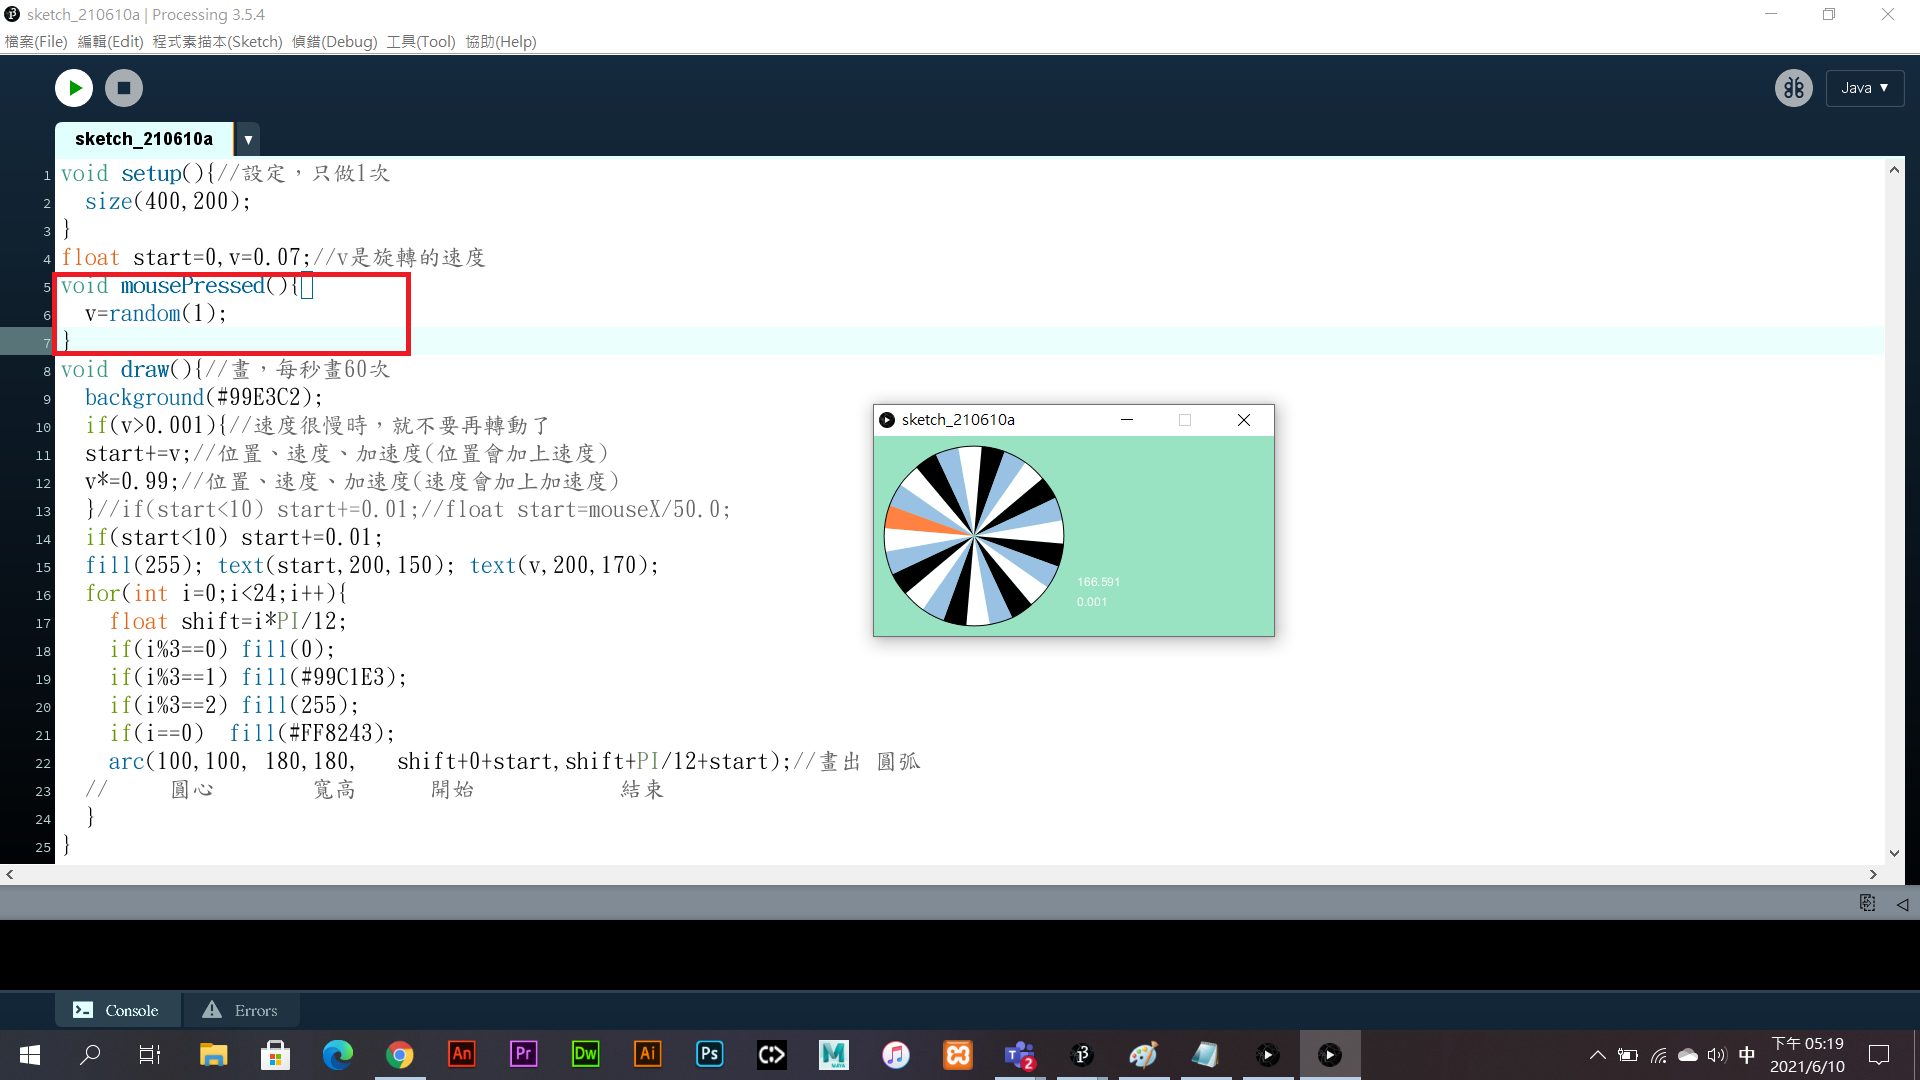 sketch_210610a | Processing 3.5.4
檔案(File) 編輯(Edit) 程式素描本(Sketch) 偵錯(Debug) 工具(Tool) 協助(Help)
Java ▼
sketch_210610a ▼
1 void setup(){//設定，只做1次
2   size(400,200);
3 }
4 float start=0,v=0.07;//v是旋轉的速度
5 void mousePressed(){
6   v=random(1);
7 }
8 void draw(){//畫，每秒畫60次
9   background(#99E3C2);
10   if(v>0.001){//速度很慢時，就不要再轉動了
11   start+=v;//位置、速度、加速度(位置會加上速度)
12   v*=0.99;//位置、速度、加速度(速度會加上加速度)
13   }//if(start<10) start+=0.01;//float start=mouseX/50.0;
14   if(start<10) start+=0.01;
15   fill(255); text(start,200,150); text(v,200,170);
16   for(int i=0;i<24;i++){
17     float shift=i*PI/12;
18     if(i%3==0) fill(0);
19     if(i%3==1) fill(#99C1E3);
20     if(i%3==2) fill(255);
21     if(i==0)  fill(#FF8243);
22     arc(100,100, 180,180,   shift+0+start,shift+PI/12+start);//畫出 圓弧
23   //     圓心        寬高      開始            結束
24   }
25 }
sketch_210610a
166.591
0.001
Console
Errors
An
Pr
Dw
Ai
Ps
MAYA
2
中
下午 05:19
2021/6/10